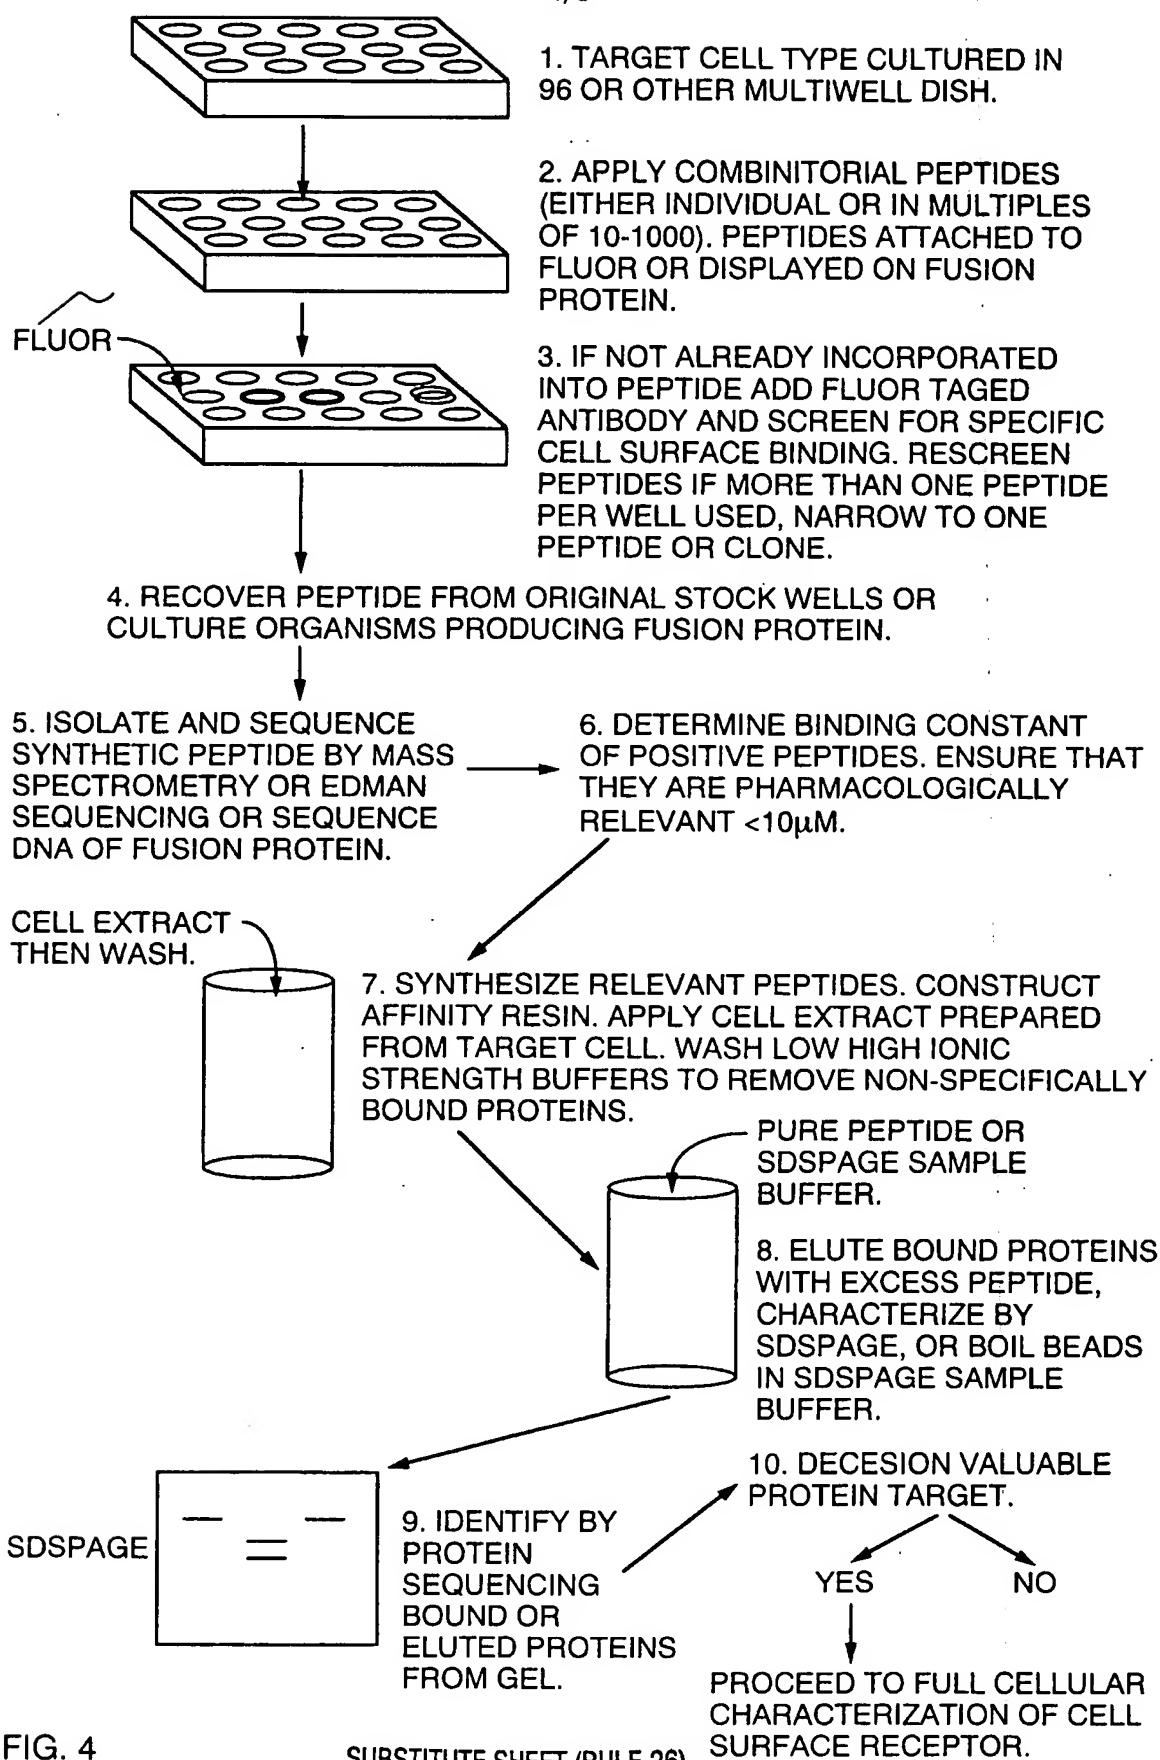 1. TARGET CELL TYPE CULTURED IN
96 OR OTHER MULTIWELL DISH.
2. APPLY COMBINITORIAL PEPTIDES
(EITHER INDIVIDUAL OR IN MULTIPLES
OF 10-1000). PEPTIDES ATTACHED TO
FLUOR OR DISPLAYED ON FUSION
PROTEIN.
FLUOR
3. IF NOT ALREADY INCORPORATED
INTO PEPTIDE ADD FLUOR TAGED
ANTIBODY AND SCREEN FOR SPECIFIC
CELL SURFACE BINDING. RESCREEN
PEPTIDES IF MORE THAN ONE PEPTIDE
PER WELL USED, NARROW TO ONE
PEPTIDE OR CLONE.
4. RECOVER PEPTIDE FROM ORIGINAL STOCK WELLS OR
CULTURE ORGANISMS PRODUCING FUSION PROTEIN.
5. ISOLATE AND SEQUENCE
SYNTHETIC PEPTIDE BY MASS
SPECTROMETRY OR EDMAN
SEQUENCING OR SEQUENCE
DNA OF FUSION PROTEIN.
6. DETERMINE BINDING CONSTANT
OF POSITIVE PEPTIDES. ENSURE THAT
THEY ARE PHARMACOLOGICALLY
RELEVANT <10µM.
CELL EXTRACT
THEN WASH.
7. SYNTHESIZE RELEVANT PEPTIDES. CONSTRUCT
AFFINITY RESIN. APPLY CELL EXTRACT PREPARED
FROM TARGET CELL. WASH LOW HIGH IONIC
STRENGTH BUFFERS TO REMOVE NON-SPECIFICALLY
BOUND PROTEINS.
PURE PEPTIDE OR
SDSPAGE SAMPLE
BUFFER.
8. ELUTE BOUND PROTEINS
WITH EXCESS PEPTIDE,
CHARACTERIZE BY
SDSPAGE, OR BOIL BEADS
IN SDSPAGE SAMPLE
BUFFER.
SDSPAGE
9. IDENTIFY BY
PROTEIN
SEQUENCING
BOUND OR
ELUTED PROTEINS
FROM GEL.
10. DECESION VALUABLE
PROTEIN TARGET.
YES
NO
PROCEED TO FULL CELLULAR
CHARACTERIZATION OF CELL
SURFACE RECEPTOR.
FIG. 4
SUBSTITUTE SHEET (RULE 26)